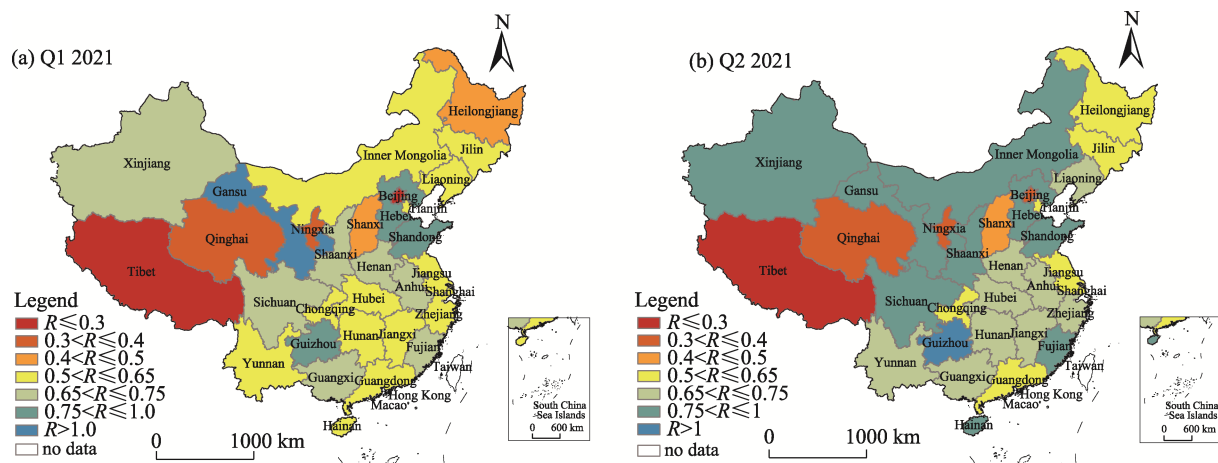 (a) Q1 2021
N
Heilongjiang
Jilin
Inner Mongolia
Liaoning
Xinjiang
Gansu
Beijing
Tianjin
Hebei
Shanxi
Ningxia
Shandong
Qinghai
Shaanxi
Tibet
Henan
Jiangsu
Anhui
Shanghai
Sichuan
Chongqing
Hubei
Zhejiang
Hunan
Jiangxi
Guizhou
Fujian
Yunnan
Taiwan
Guangxi
Guangdong
Hong Kong
Macao
Hainan
Legend
R≤0.3
0.3<R≤0.4
0.4<R≤0.5
0.5<R≤0.65
0.65<R≤0.75
0.75<R≤1.0
R>1.0
no data
0 1000 km
South China
Sea Islands
0 600 km
(b) Q2 2021
N
Heilongjiang
Jilin
Inner Mongolia
Liaoning
Xinjiang
Gansu
Beijing
Tianjin
Hebei
Shanxi
Ningxia
Shandong
Qinghai
Shaanxi
Tibet
Henan
Jiangsu
Anhui
Shanghai
Sichuan
Chongqing
Hubei
Zhejiang
Hunan
Jiangxi
Guizhou
Fujian
Yunnan
Taiwan
Guangxi
Guangdong
Hong Kong
Macao
Hainan
Legend
R≤0.3
0.3<R≤0.4
0.4<R≤0.5
0.5<R≤0.65
0.65<R≤0.75
0.75<R≤1
R>1
no data
0 1000 km
South China
Sea Islands
0 600 km